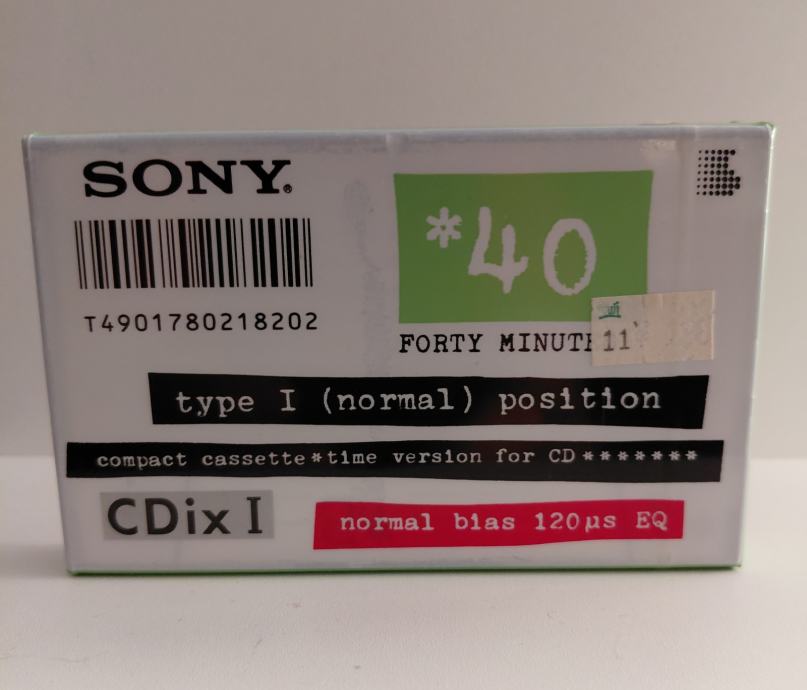 SONY®
T4901780218202
*40
FORTY MINUT
11
type I (normal) position
compact cassette*time version for CD*******
CDix I
normal bias 120µs EQ